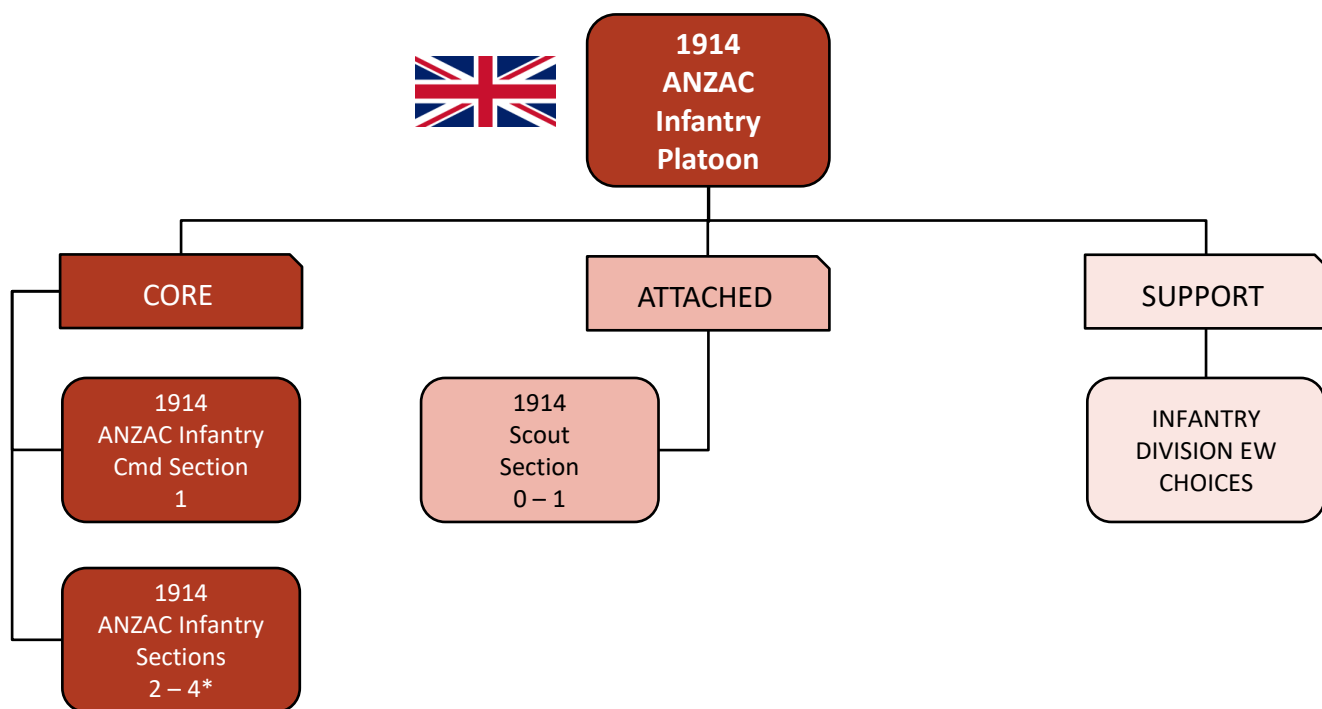 1914
ANZAC
Infantry
Platoon
CORE
ATTACHED
SUPPORT
1914
ANZAC Infantry
Cmd Section
1
1914
Scout
Section
0 – 1
INFANTRY
DIVISION EW
CHOICES
1914
ANZAC Infantry
Sections
2 – 4*